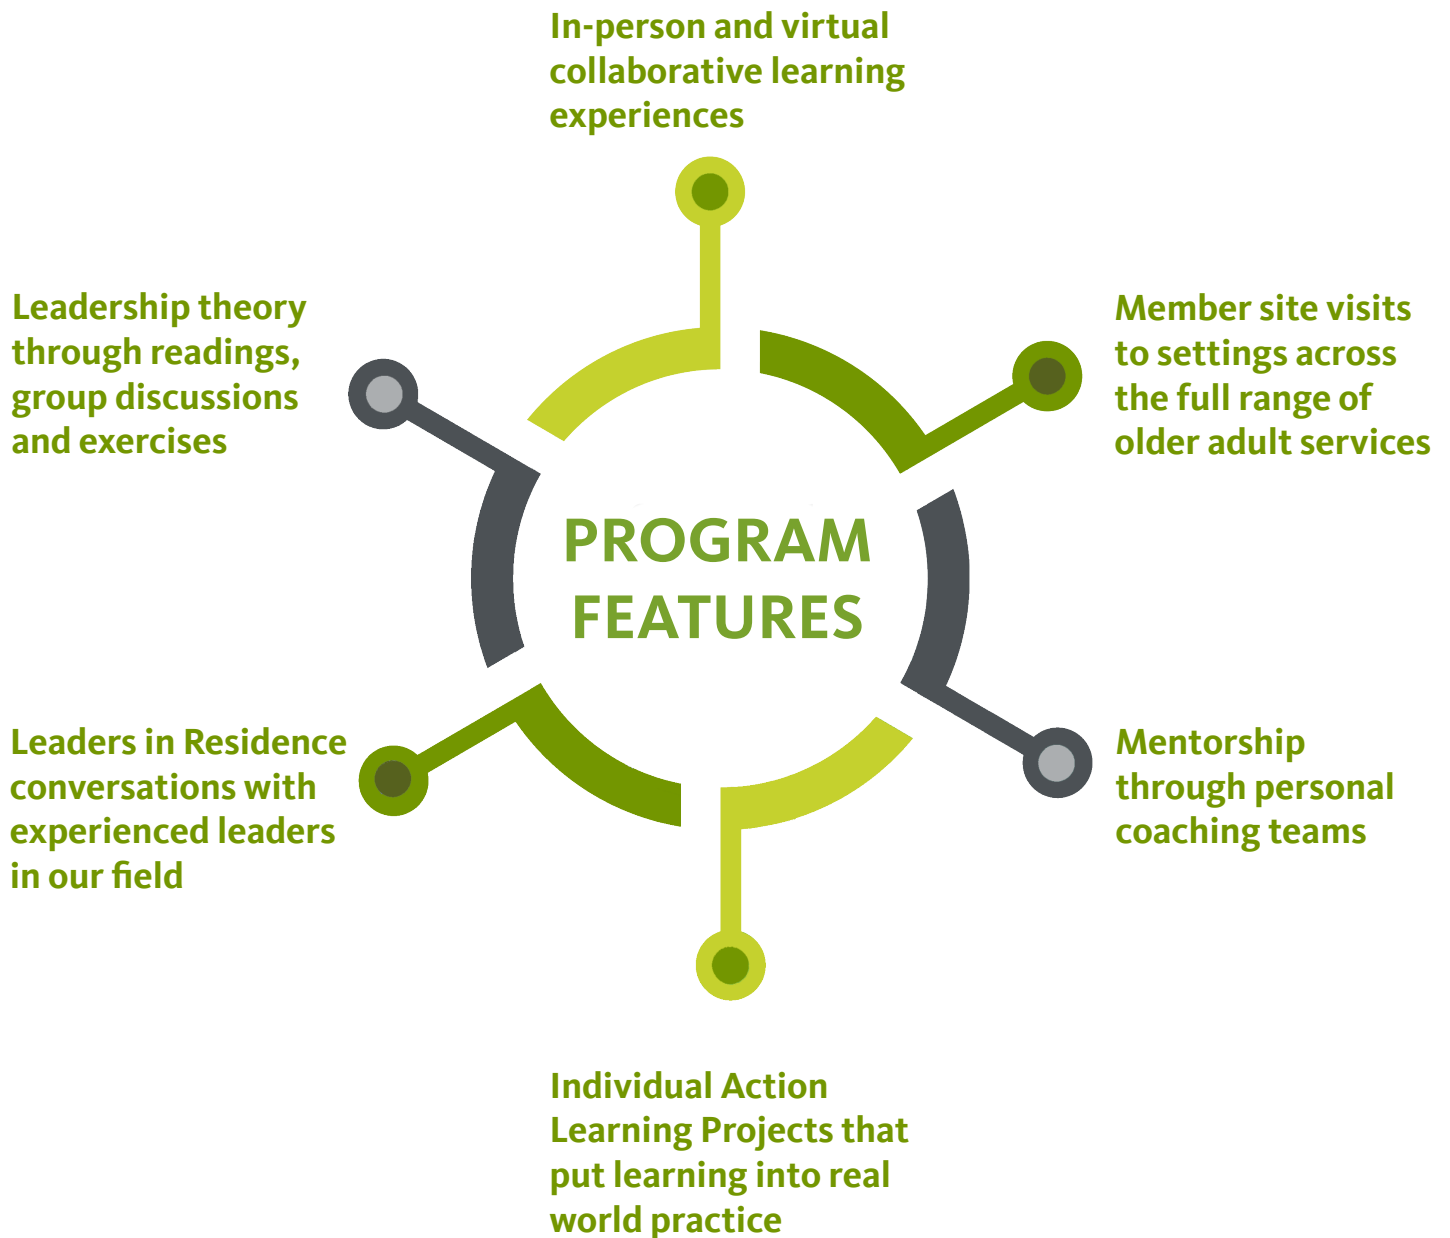 In-person and virtual
collaborative learning
experiences
Member site visits
to settings across
the full range of
older adult services
Mentorship
through personal
coaching teams
Individual Action
Learning Projects that
put learning into real
world practice
Leaders in Residence
conversations with
experienced leaders
in our field
Leadership theory
through readings,
group discussions
and exercises
PROGRAM
FEATURES